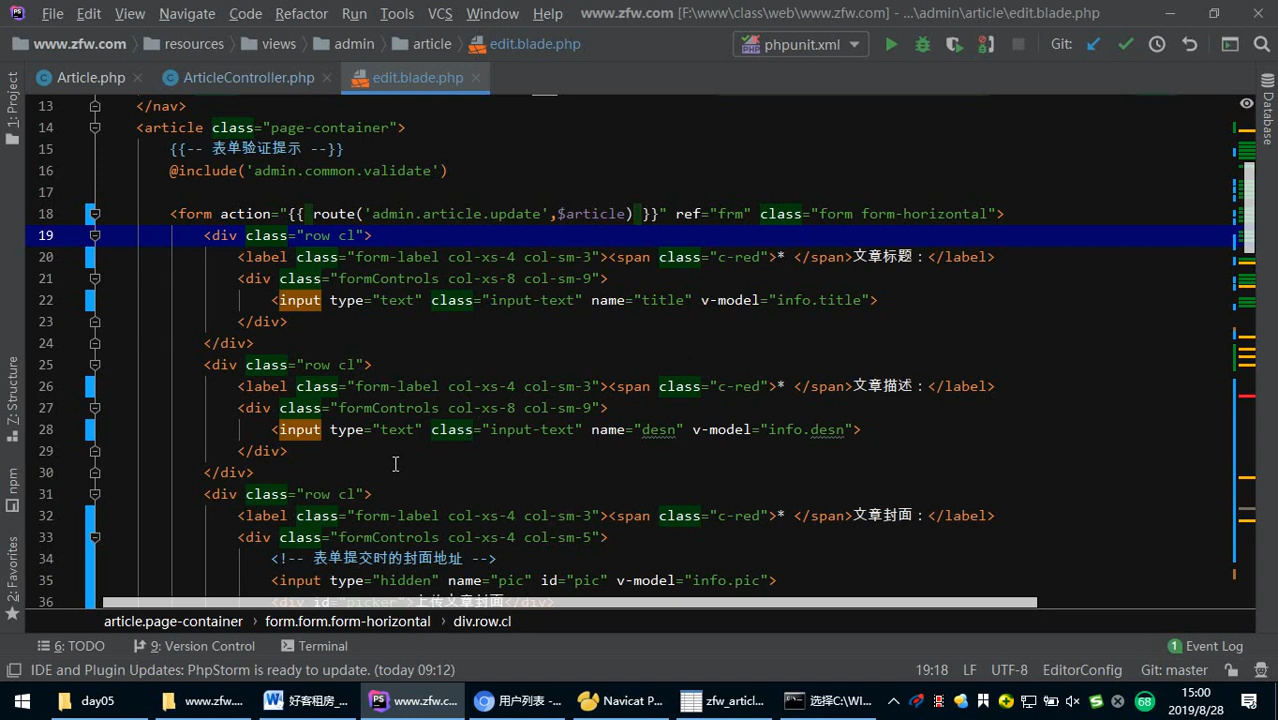 File Edit View Navigate Code Refactor Run Tools VCS Window Help www.zfw.com [F:\www\class\web\www.zfw.com] - ...\admin\article\edit.blade.php
www.zfw.com resources views admin article edit.blade.php phpunit.xml Git:
Article.php ArticleController.php edit.blade.php
1: Project
Z: Structure
npm
2: Favorites
Database
13 </nav>
14 <article class="page-container">
15 {{-- 表单验证提示 --}}
16 @include('admin.common.validate')
17
18 <form action="{{ route('admin.article.update',$article) }}" ref="frm" class="form form-horizontal">
19 <div class="row cl">
20 <label class="form-label col-xs-4 col-sm-3"><span class="c-red">* </span>文章标题：</label>
21 <div class="formControls col-xs-8 col-sm-9">
22 <input type="text" class="input-text" name="title" v-model="info.title">
23 </div>
24 </div>
25 <div class="row cl">
26 <label class="form-label col-xs-4 col-sm-3"><span class="c-red">* </span>文章描述：</label>
27 <div class="formControls col-xs-8 col-sm-9">
28 <input type="text" class="input-text" name="desn" v-model="info.desn">
29 </div>
30 </div>
31 <div class="row cl">
32 <label class="form-label col-xs-4 col-sm-3"><span class="c-red">* </span>文章封面：</label>
33 <div class="formControls col-xs-4 col-sm-5">
34 <!-- 表单提交时的封面地址 -->
35 <input type="hidden" name="pic" id="pic" v-model="info.pic">
36 <div id="picker">上传文章封面</div>
article.page-container form.form.form-horizontal div.row.cl
6: TODO 9: Version Control Terminal 1 Event Log
IDE and Plugin Updates: PhpStorm is ready to update. (today 09:12) 19:18 LF UTF-8 EditorConfig Git: master
day05 www.zfw... 好客租房_... www.zfw.c... 用户列表 -... Navicat P... zfw_articl... 选择C:\WI... 68 15:00
2019/8/28